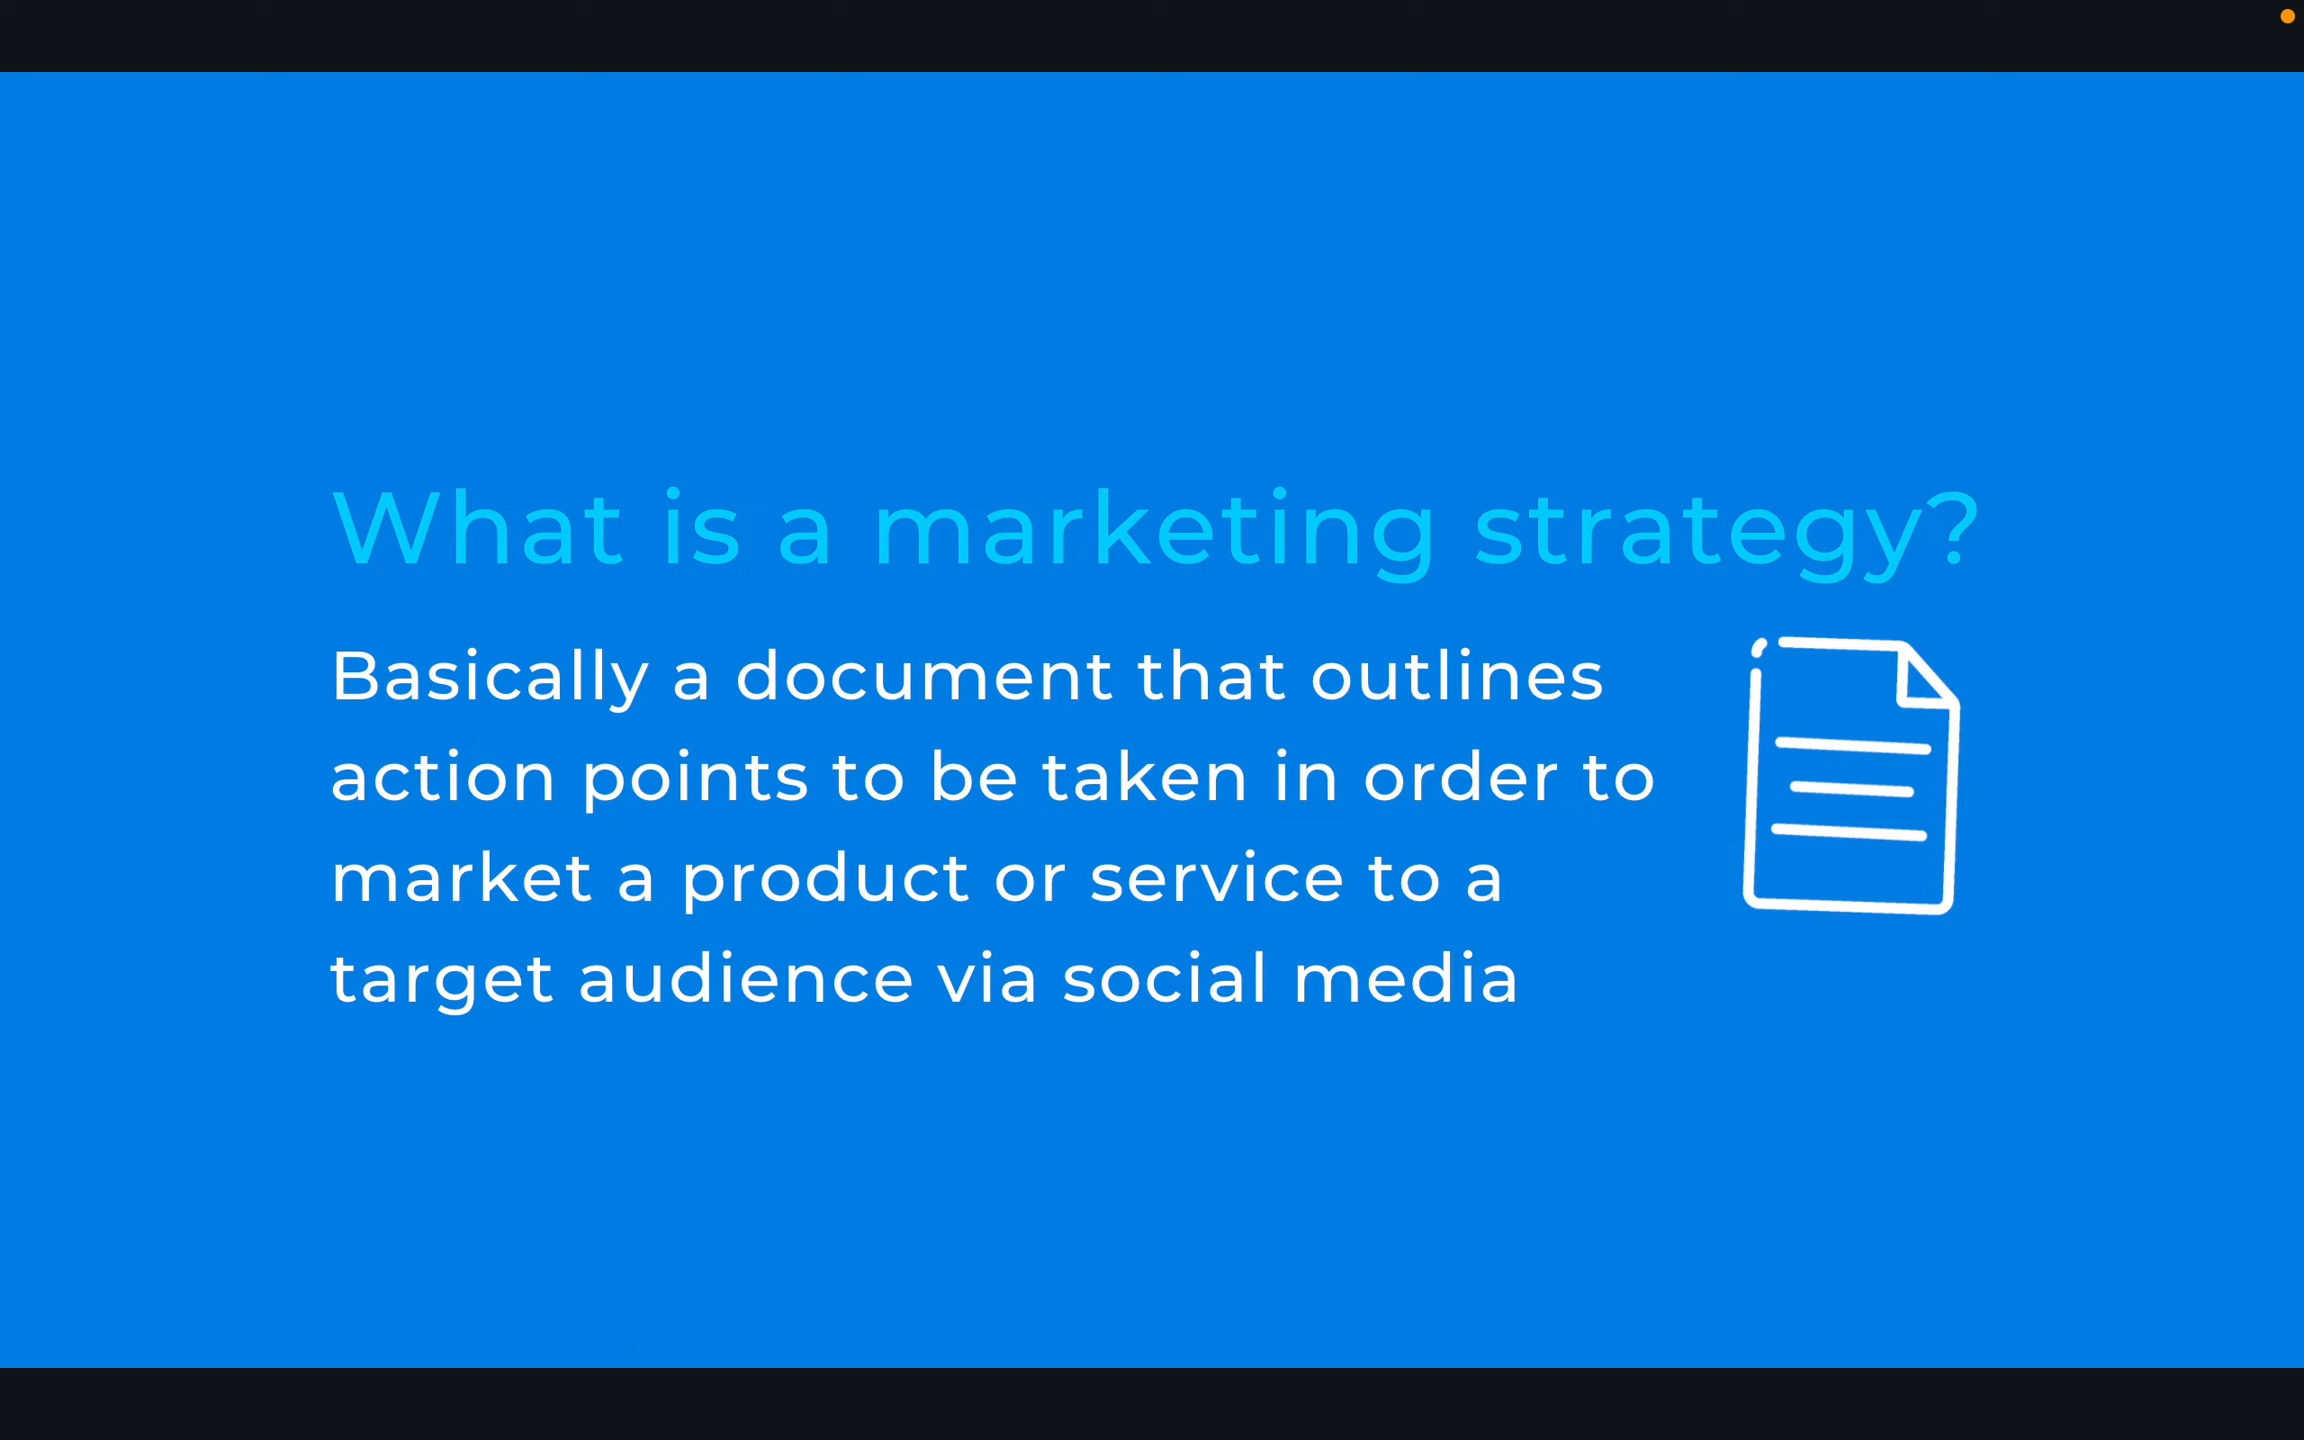 What is a marketing strategy?
Basically a document that outlines
action points to be taken in order to
market a product or service to a
target audience via social media